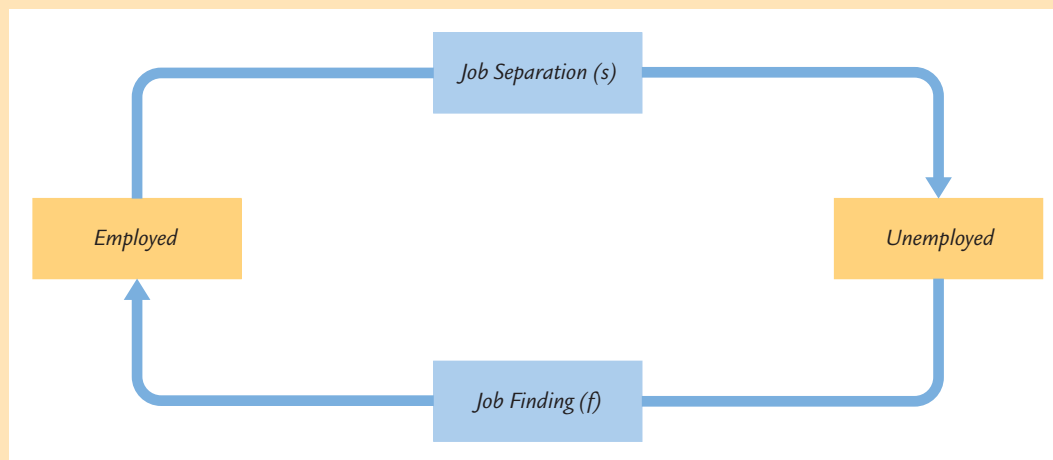 Job Separation (s)
Employed
Unemployed
Job Finding (f)